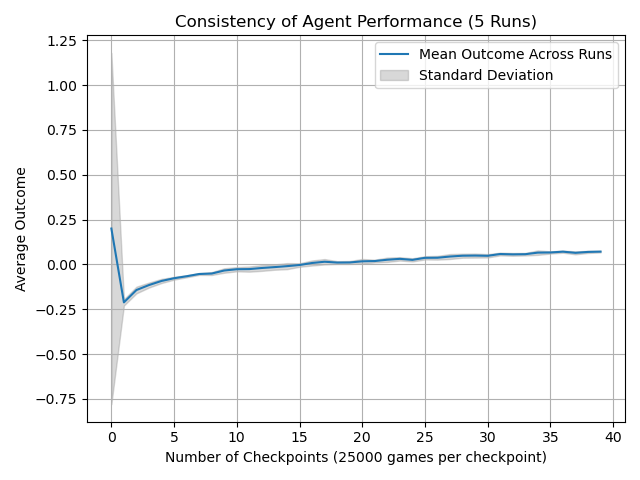 Consistency of Agent Performance (5 Runs)
Mean Outcome Across Runs
Standard Deviation
Average Outcome
1.25
1.00
0.75
0.50
0.25
0.00
−0.25
−0.50
−0.75
0 5 10 15 20 25 30 35 40
Number of Checkpoints (25000 games per checkpoint)